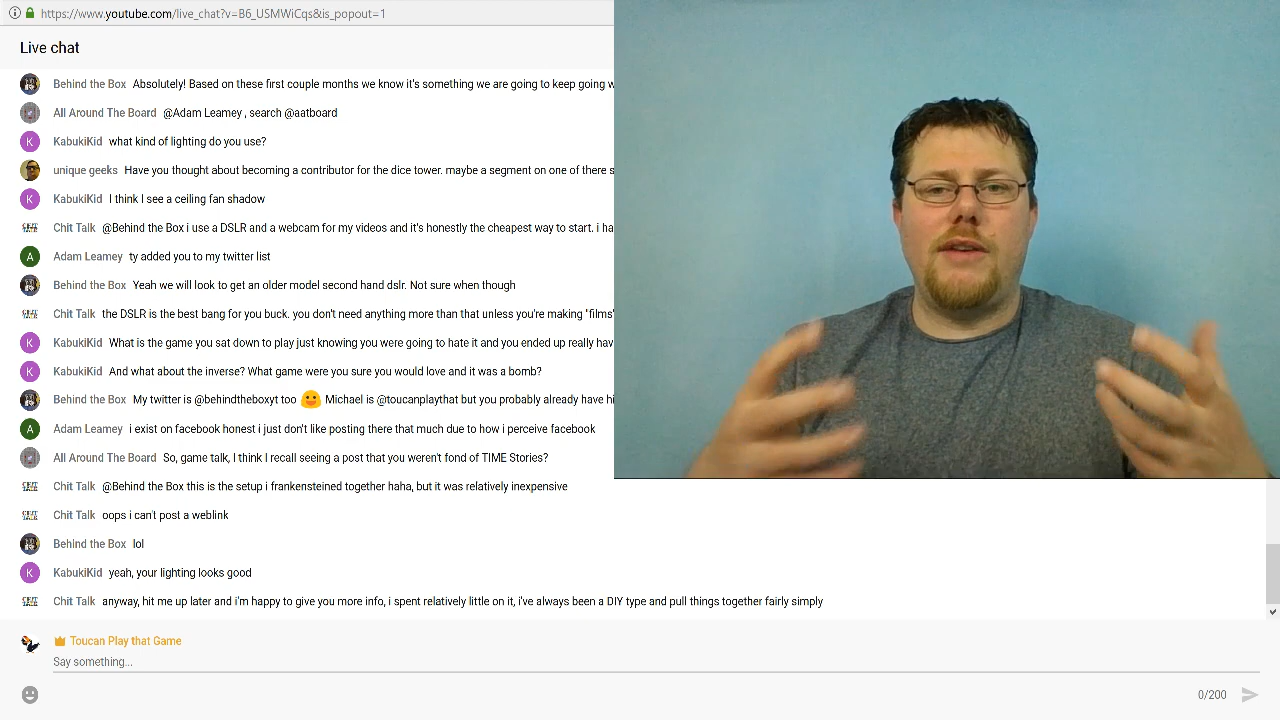 https://www.youtube.com/live_chat?v=B6_USMWiCqs&is_popout=1
Live chat
Behind the Box Absolutely! Based on these first couple months we know it's something we are going to keep going w
All Around The Board @Adam Leamey , search @aatboard
KabukiKid what kind of lighting do you use?
unique geeks Have you thought about becoming a contributor for the dice tower. maybe a segment on one of there s
KabukiKid I think I see a ceiling fan shadow
Chit Talk @Behind the Box i use a DSLR and a webcam for my videos and it's honestly the cheapest way to start. i ha
Adam Leamey ty added you to my twitter list
Behind the Box Yeah we will look to get an older model second hand dslr. Not sure when though
Chit Talk the DSLR is the best bang for you buck. you don't need anything more than that unless you're making "films"
KabukiKid What is the game you sat down to play just knowing you were going to hate it and you ended up really hav
KabukiKid And what about the inverse? What game were you sure you would love and it was a bomb?
Behind the Box My twitter is @behindtheboxyt too 😛 Michael is @toucanplaythat but you probably already have hi
Adam Leamey i exist on facebook honest i just don't like posting there that much due to how i perceive facebook
All Around The Board So, game talk, I think I recall seeing a post that you weren't fond of TIME Stories?
Chit Talk @Behind the Box this is the setup i frankensteined together haha, but it was relatively inexpensive
Chit Talk oops i can't post a weblink
Behind the Box lol
KabukiKid yeah, your lighting looks good
Chit Talk anyway, hit me up later and i'm happy to give you more info, i spent relatively little on it, i've always been a DIY type and pull things together fairly simply
Toucan Play that Game
Say something...
0/200